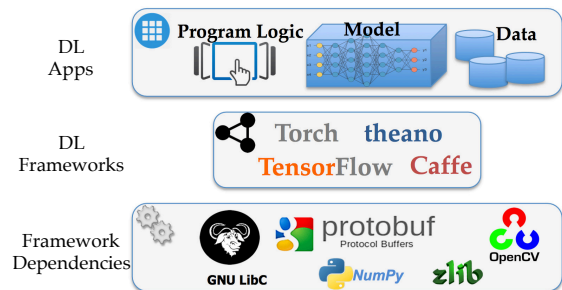 DL
Apps
Program Logic
Model
Data
DL
Frameworks
Torch theano
TensorFlow Caffe
Framework
Dependencies
GNU LibC
protobuf
Protocol Buffers
NumPy
zlib
OpenCV